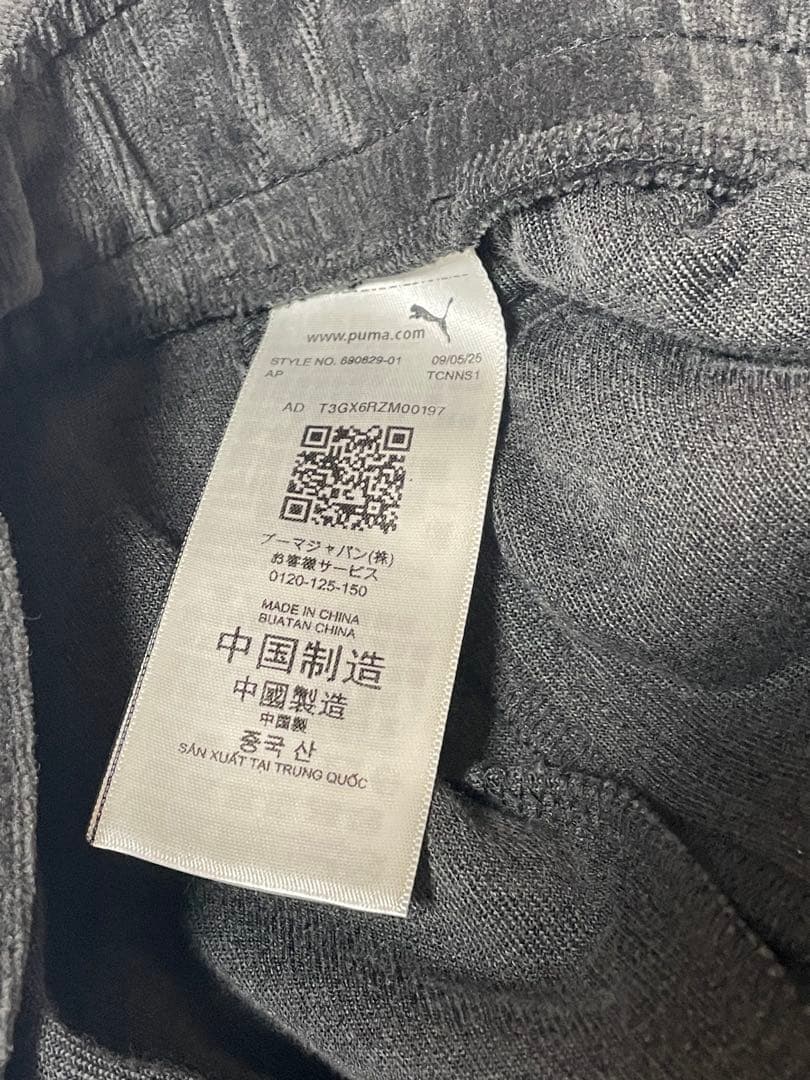 www.puma.com
STYLE NO. 690829-01 09/05/25
AP TCNNS1
AD T3GX6RZM00197
プーマジャパン(株)
お客様サービス
0120-125-150
MADE IN CHINA
BUATAN CHINA
中国制造
中國製造
中国製
중국 산
SẢN XUẤT TẠI TRUNG QUỐC